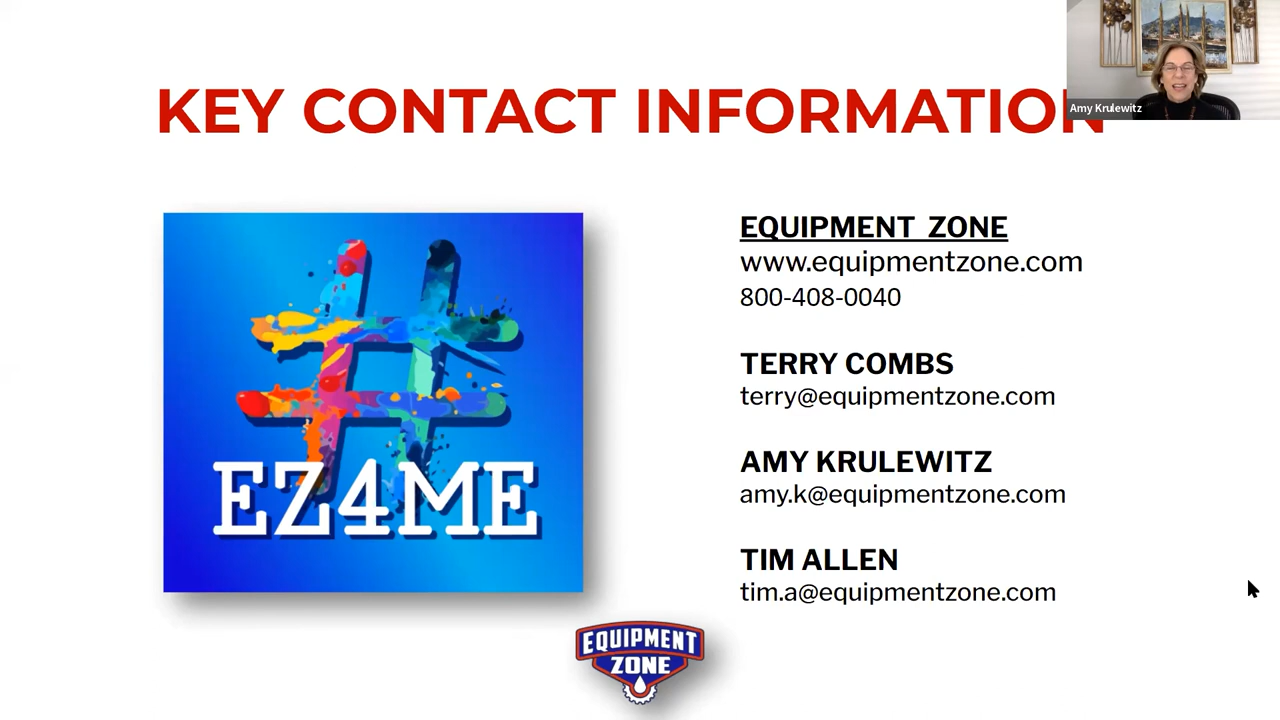 KEY CONTACT INFORMATION
Amy Krulewitz
EQUIPMENT ZONE
www.equipmentzone.com
800-408-0040
TERRY COMBS
terry@equipmentzone.com
AMY KRULEWITZ
amy.k@equipmentzone.com
TIM ALLEN
tim.a@equipmentzone.com
#
EZ4ME
EQUIPMENT
ZONE